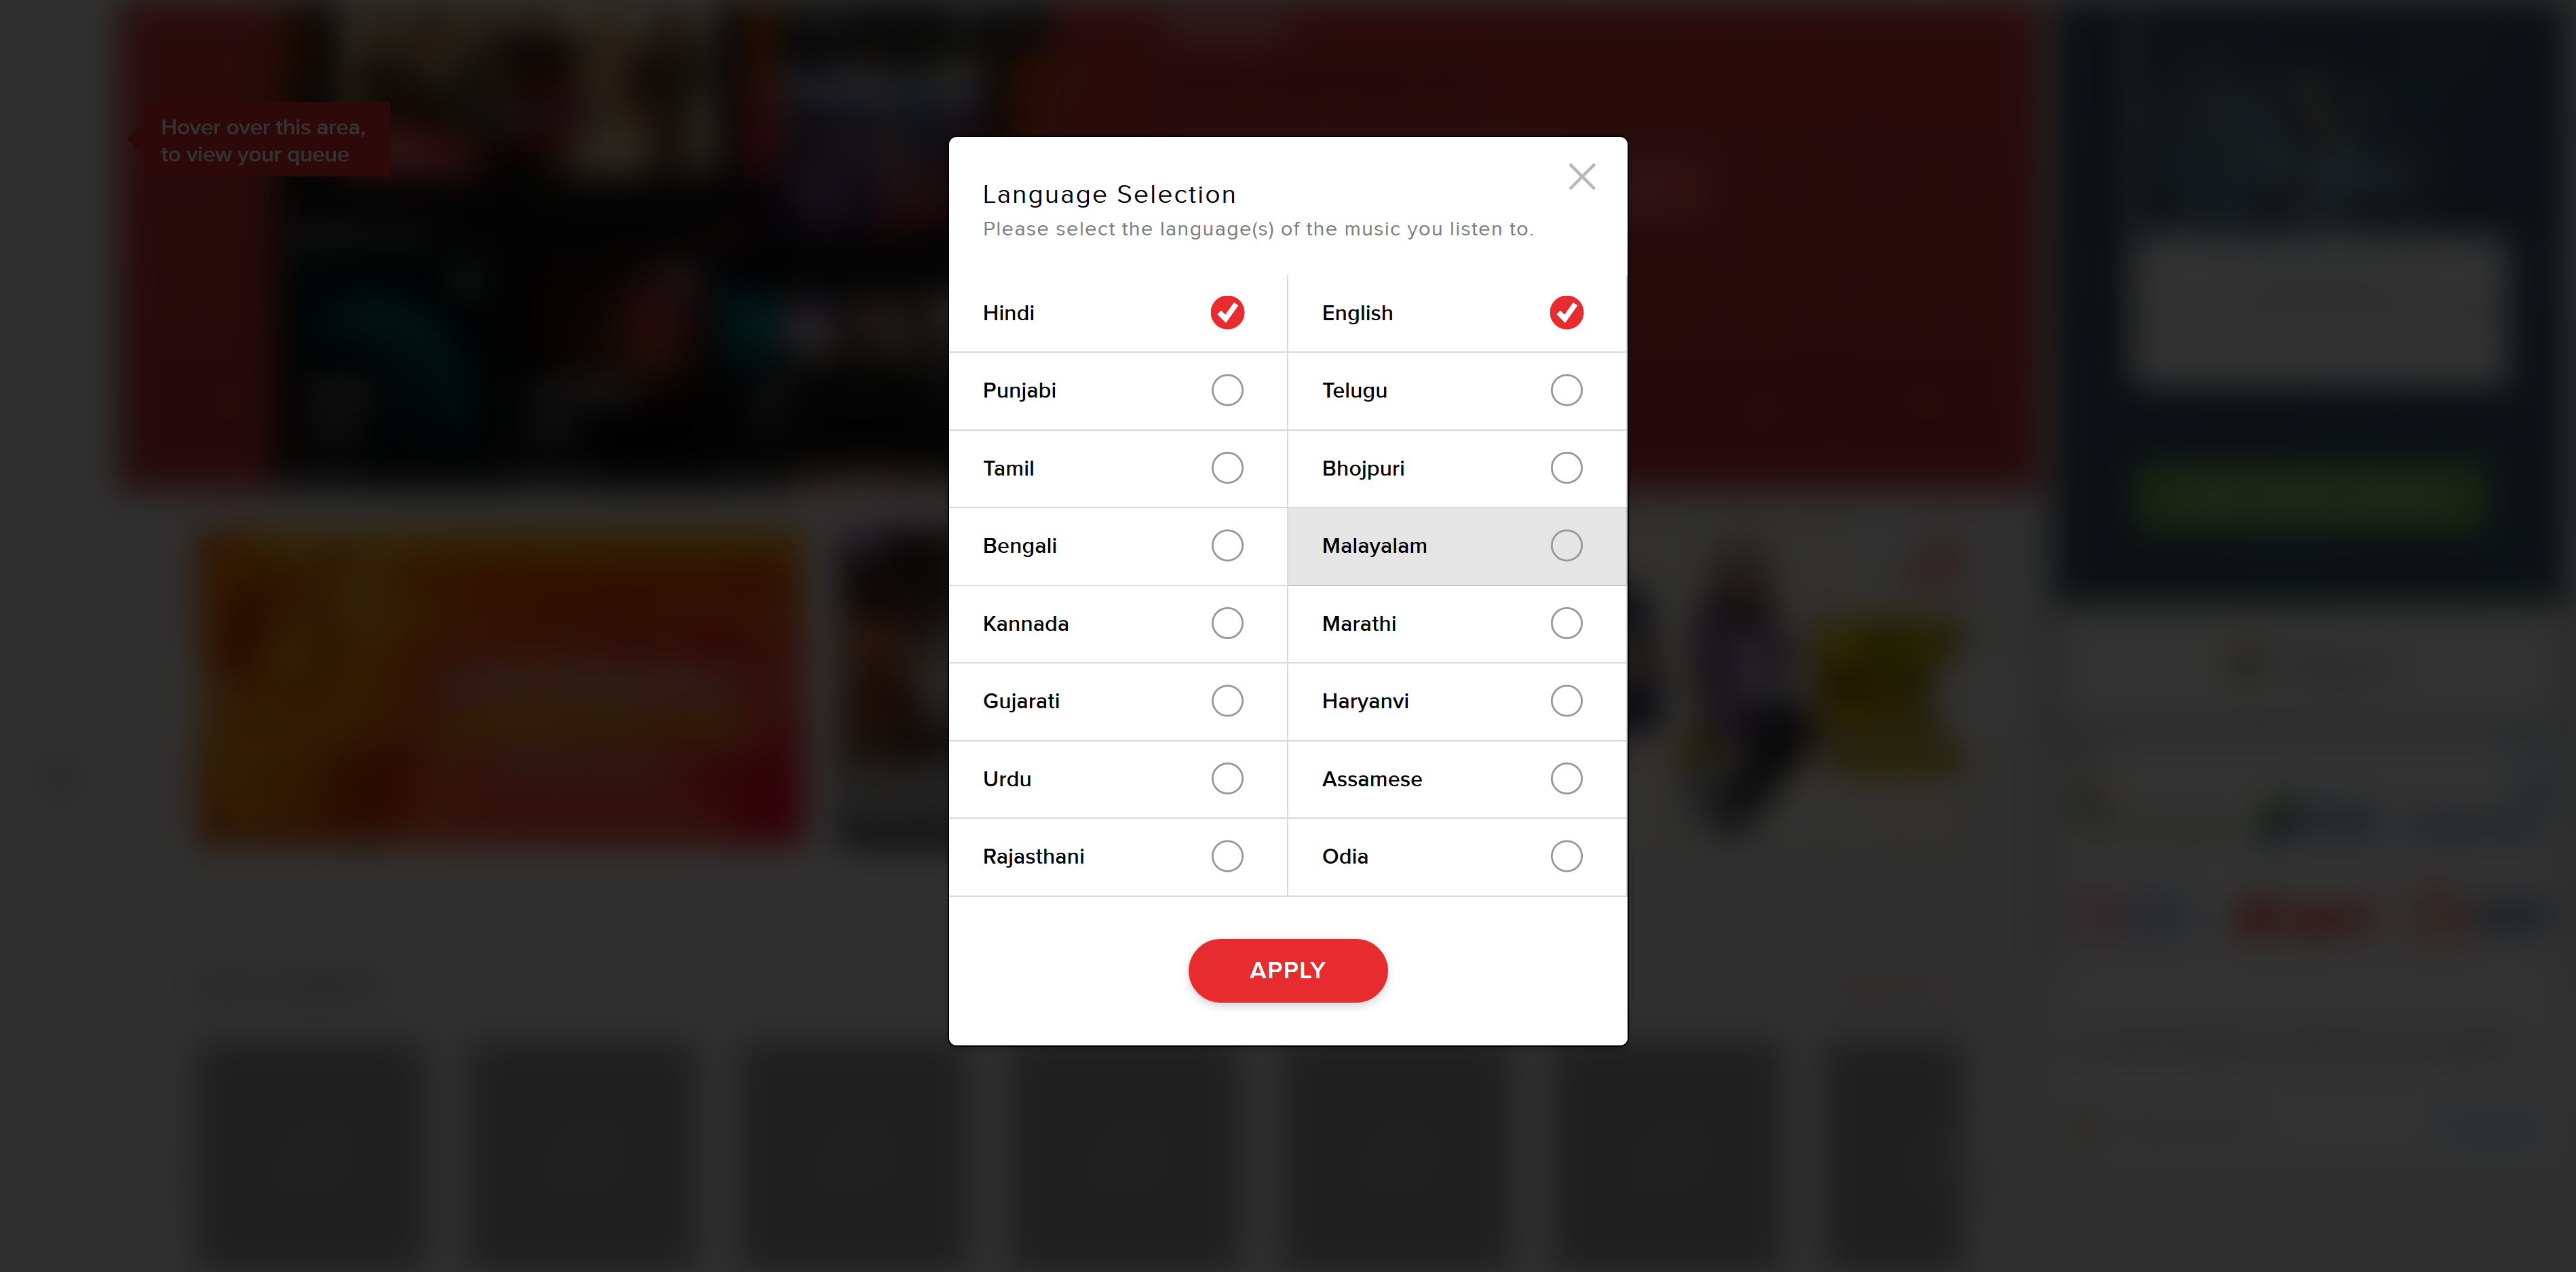 Hover over this area,
to view your queue
Language Selection
Please select the language(s) of the music you listen to.
Hindi
English
Punjabi
Telugu
Tamil
Bhojpuri
Bengali
Malayalam
Kannada
Marathi
Gujarati
Haryanvi
Urdu
Assamese
Rajasthani
Odia
APPLY